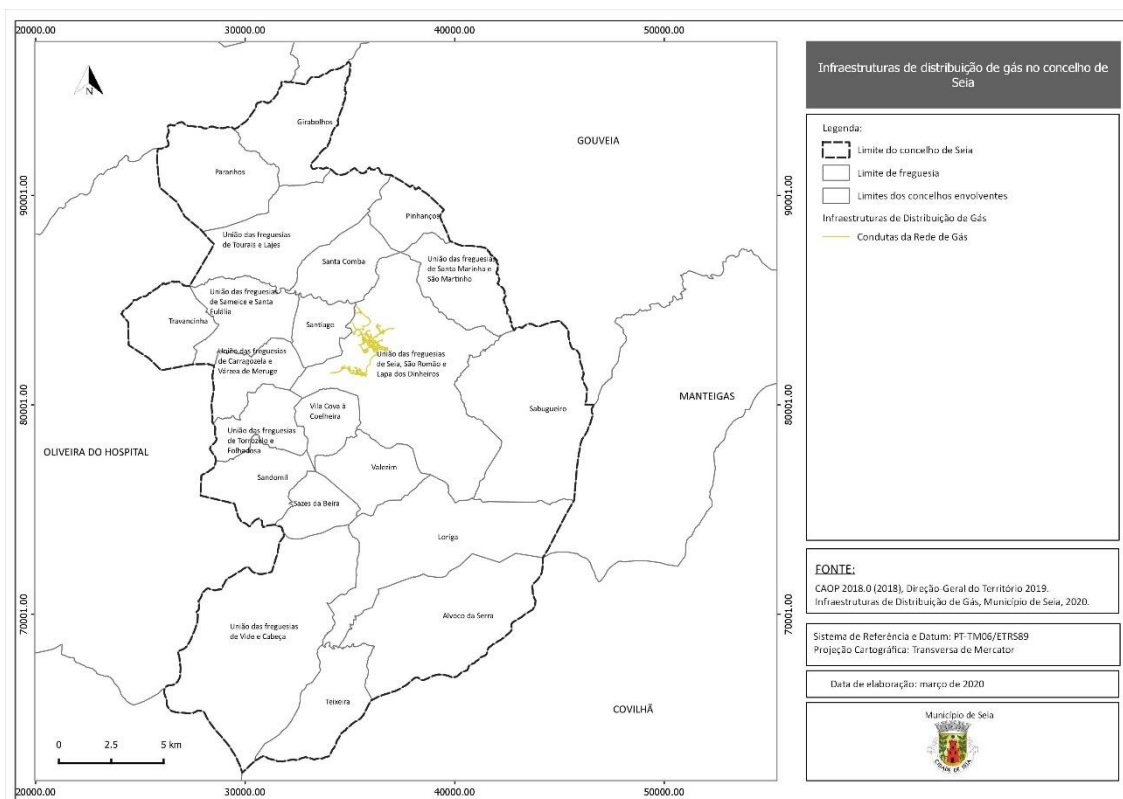 20000.00
30000.00
40000.00
50000.00
90001.00
80001.00
70001.00
90001.00
80001.00
70001.00
N
Girabolhos
GOUVEIA
Paranhos
Pinhanços
União das freguesias
de Tourais e Lajes
Santa Comba
União das freguesias
de Santa Marinha e
São Martinho
União das freguesias
de Sameice e Santa
Eulália
Travancinha
Santiago
União das freguesias
de Carragozela e
Várzea de Meruge
União das freguesias
de Seia, São Romão e
Lapa dos Dinheiros
MANTEIGAS
Sabugueiro
Vila Cova à
Coelheira
União das freguesias
de Torrozelo e
Folhadosa
OLIVEIRA DO HOSPITAL
Valezim
Sandomil
Sazes da Beira
Loriga
Alvoco da Serra
União das freguesias
de Vide e Cabeça
Teixeira
COVILHÃ
0 2.5 5 km
20000.00
30000.00
40000.00
50000.00
Infraestruturas de distribuição de gás no concelho de
Seia
Legenda:
Limite do concelho de Seia
Limite de freguesia
Limites dos concelhos envolventes
Infraestruturas de Distribuição de Gás
Condutas da Rede de Gás
FONTE:
CAOP 2018.0 (2018), Direção-Geral do Território 2019.
Infraestruturas de Distribuição de Gás, Município de Seia, 2020.
Sistema de Referência e Datum: PT-TM06/ETRS89
Projeção Cartográfica: Transversa de Mercator
Data de elaboração: março de 2020
Município de Seia
CIDADE DE SEIA